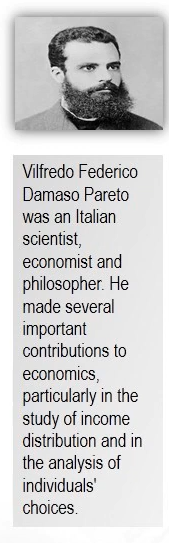 Vilfredo Federico
Damaso Pareto
was an Italian
scientist,
economist and
philosopher. He
made several
important
contributions to
economics,
particularly in the
study of income
distribution and in
the analysis of
individuals'
choices.